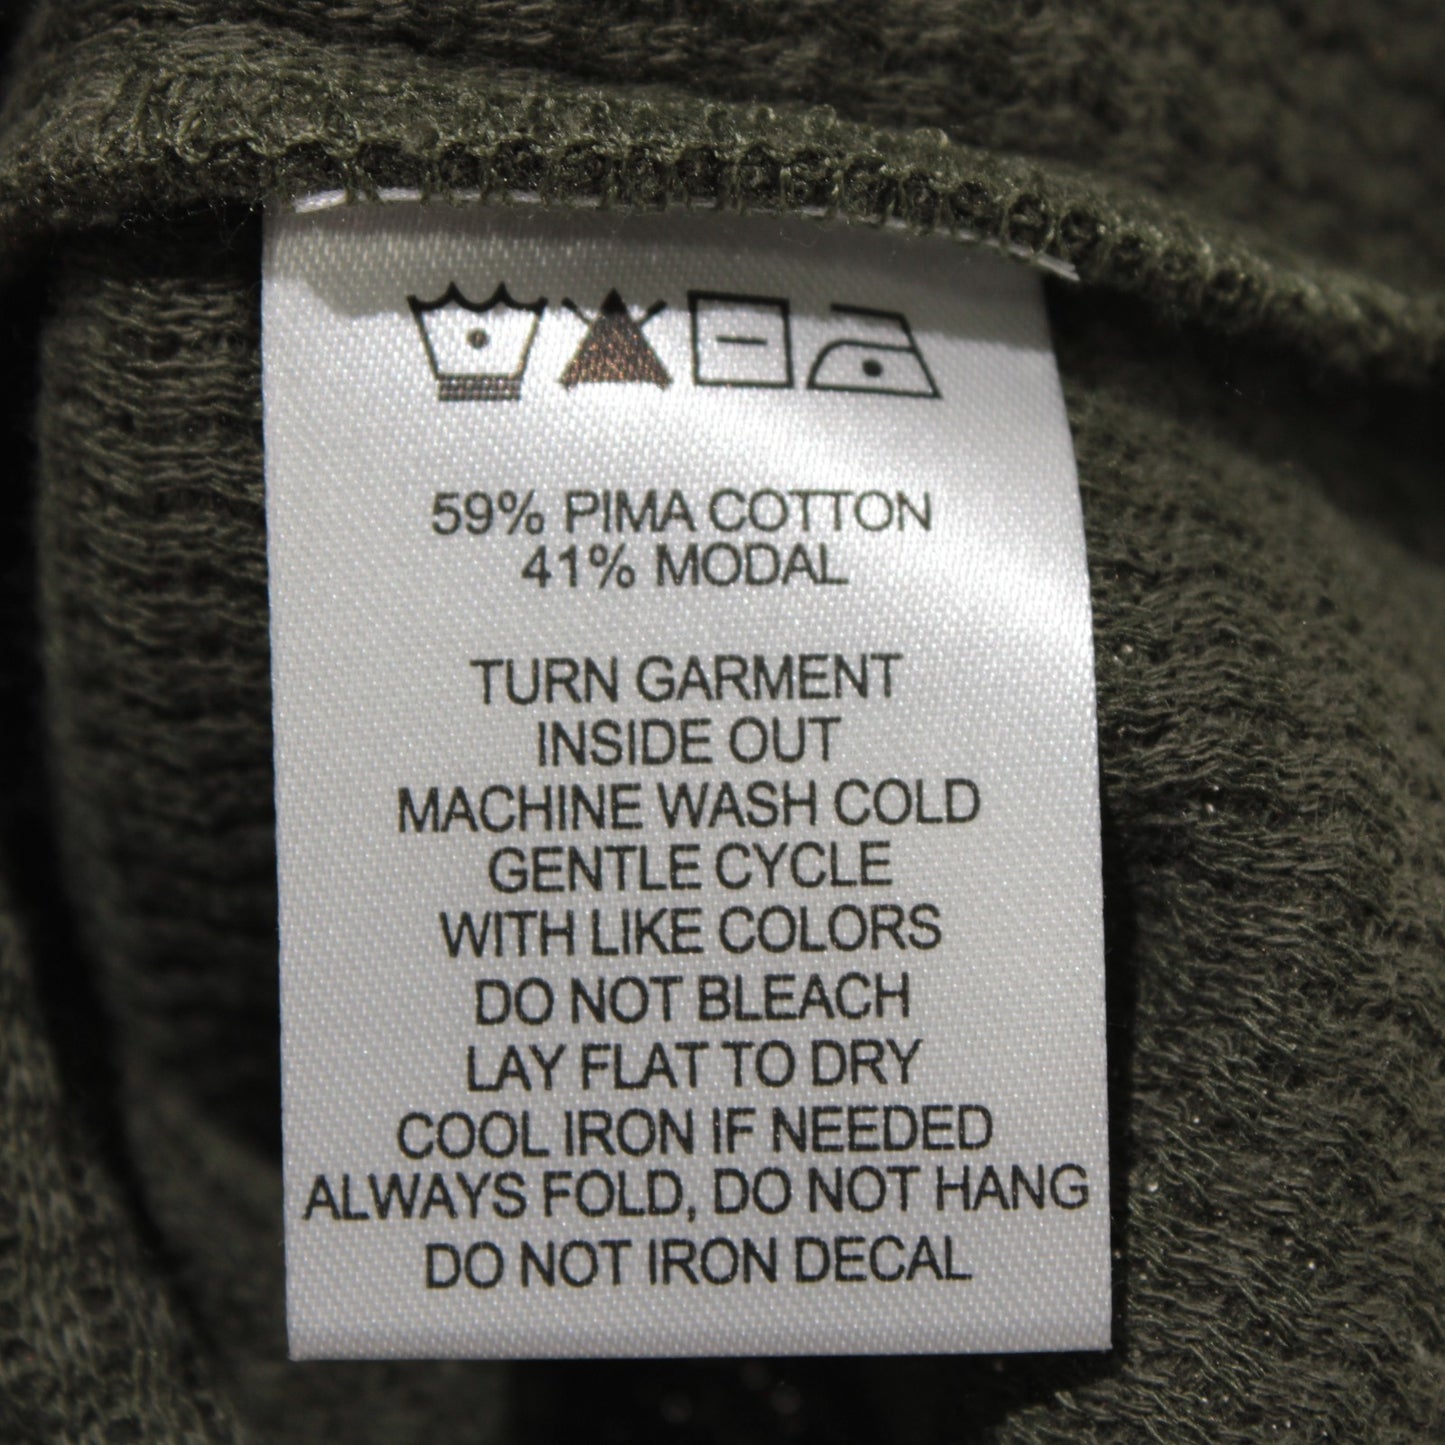 59% PIMA COTTON
41% MODAL
TURN GARMENT
INSIDE OUT
MACHINE WASH COLD
GENTLE CYCLE
WITH LIKE COLORS
DO NOT BLEACH
LAY FLAT TO DRY
COOL IRON IF NEEDED
ALWAYS FOLD, DO NOT HANG
DO NOT IRON DECAL